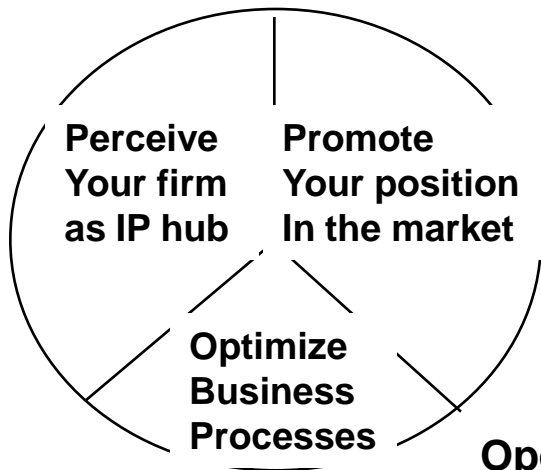 Perceive
Your firm
as IP hub
Promote
Your position
In the market
Optimize
Business
Processes